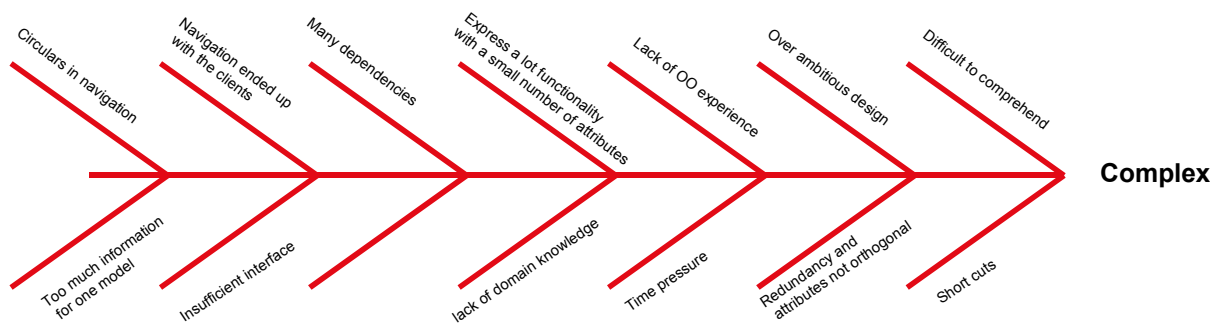 Circulars in navigation
Navigation ended up
with the clients
Many dependencies
Express a lot functionality
with a small number of attributes
Lack of OO experience
Over ambitious design
Difficult to comprehend
Complex
Too much information
for one model
Insufficient interface
lack of domain knowledge
Time pressure
Redundancy and
attributes not orthogonal
Short cuts